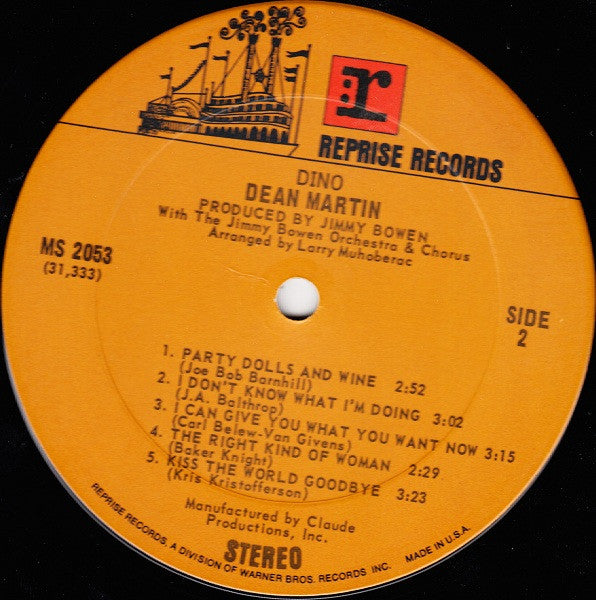 :r
REPRISE RECORDS
DINO
DEAN MARTIN
PRODUCED BY JIMMY BOWEN
With The Jimmy Bowen Orchestra & Chorus
Arranged by Larry Muhoberac
MS 2053
(31,333)
SIDE
2
1. PARTY DOLLS AND WINE 2:52
(Joe Bob Barnhill)
2. I DON'T KNOW WHAT I'M DOING 3:02
(J.A. Balthrop)
3. I CAN GIVE YOU WHAT YOU WANT NOW 3:15
(Carl Belew-Van Givens)
4. THE RIGHT KIND OF WOMAN 2:29
(Baker Knight)
5. KISS THE WORLD GOODBYE 3:23
(Kris Kristofferson)
Manufactured by Claude
Productions, Inc.
STEREO
REPRISE RECORDS, A DIVISION OF WARNER BROS. RECORDS INC. MADE IN U.S.A.